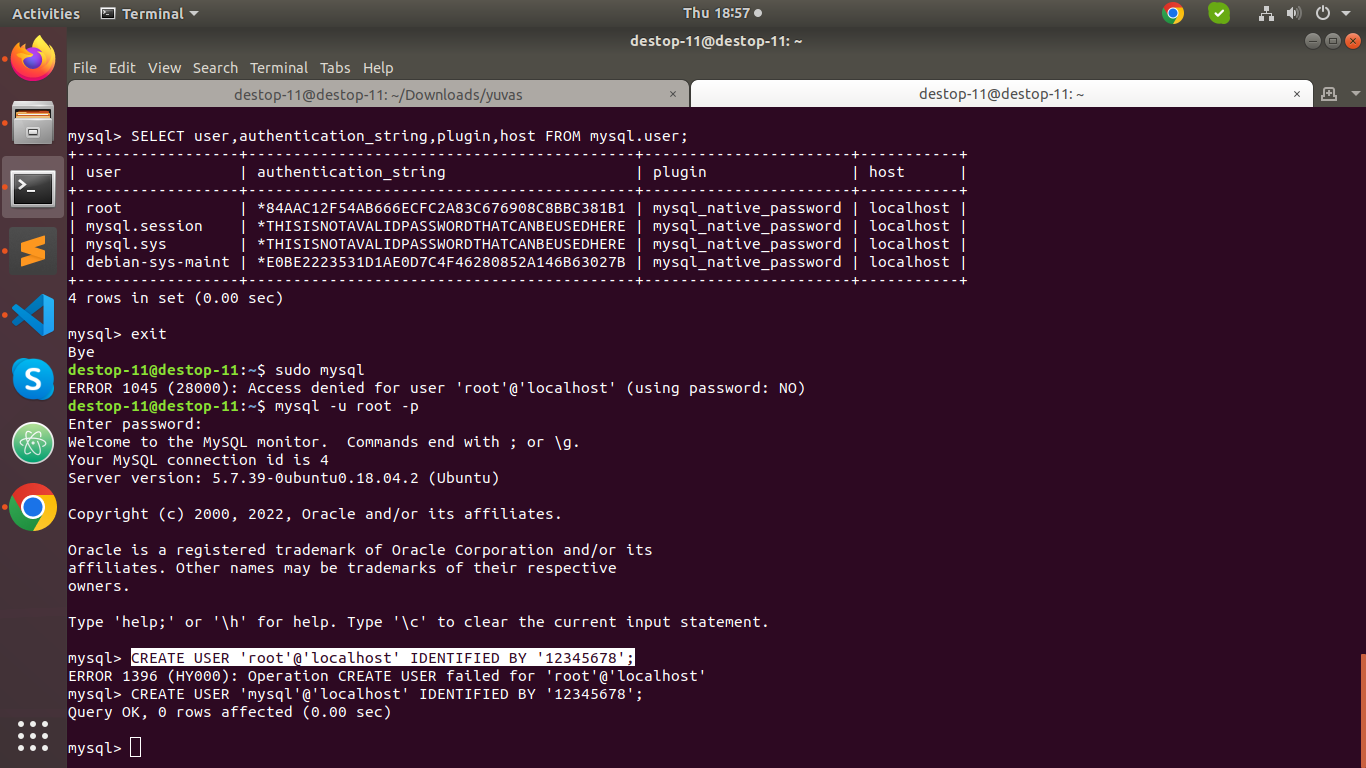 Activities Terminal Thu 18:57
destop-11@destop-11: ~
File Edit View Search Terminal Tabs Help
destop-11@destop-11: ~/Downloads/yuvas × destop-11@destop-11: ~ ×
mysql> SELECT user,authentication_string,plugin,host FROM mysql.user;
+------------------+-------------------------------------------+-----------------------+-----------+
| user             | authentication_string                     | plugin                | host      |
+------------------+-------------------------------------------+-----------------------+-----------+
| root             | *84AAC12F54AB666ECFC2A83C676908C8BBC381B1 | mysql_native_password | localhost |
| mysql.session    | *THISISNOTAVALIDPASSWORDTHATCANBEUSEDHERE | mysql_native_password | localhost |
| mysql.sys        | *THISISNOTAVALIDPASSWORDTHATCANBEUSEDHERE | mysql_native_password | localhost |
| debian-sys-maint | *E0BE2223531D1AE0D7C4F46280852A146B63027B | mysql_native_password | localhost |
+------------------+-------------------------------------------+-----------------------+-----------+
4 rows in set (0.00 sec)
mysql> exit
Bye
destop-11@destop-11:~$ sudo mysql
ERROR 1045 (28000): Access denied for user 'root'@'localhost' (using password: NO)
destop-11@destop-11:~$ mysql -u root -p
Enter password:
Welcome to the MySQL monitor.  Commands end with ; or \g.
Your MySQL connection id is 4
Server version: 5.7.39-0ubuntu0.18.04.2 (Ubuntu)
Copyright (c) 2000, 2022, Oracle and/or its affiliates.
Oracle is a registered trademark of Oracle Corporation and/or its
affiliates. Other names may be trademarks of their respective
owners.
Type 'help;' or '\h' for help. Type '\c' to clear the current input statement.
mysql> CREATE USER 'root'@'localhost' IDENTIFIED BY '12345678';
ERROR 1396 (HY000): Operation CREATE USER failed for 'root'@'localhost'
mysql> CREATE USER 'mysql'@'localhost' IDENTIFIED BY '12345678';
Query OK, 0 rows affected (0.00 sec)
mysql>